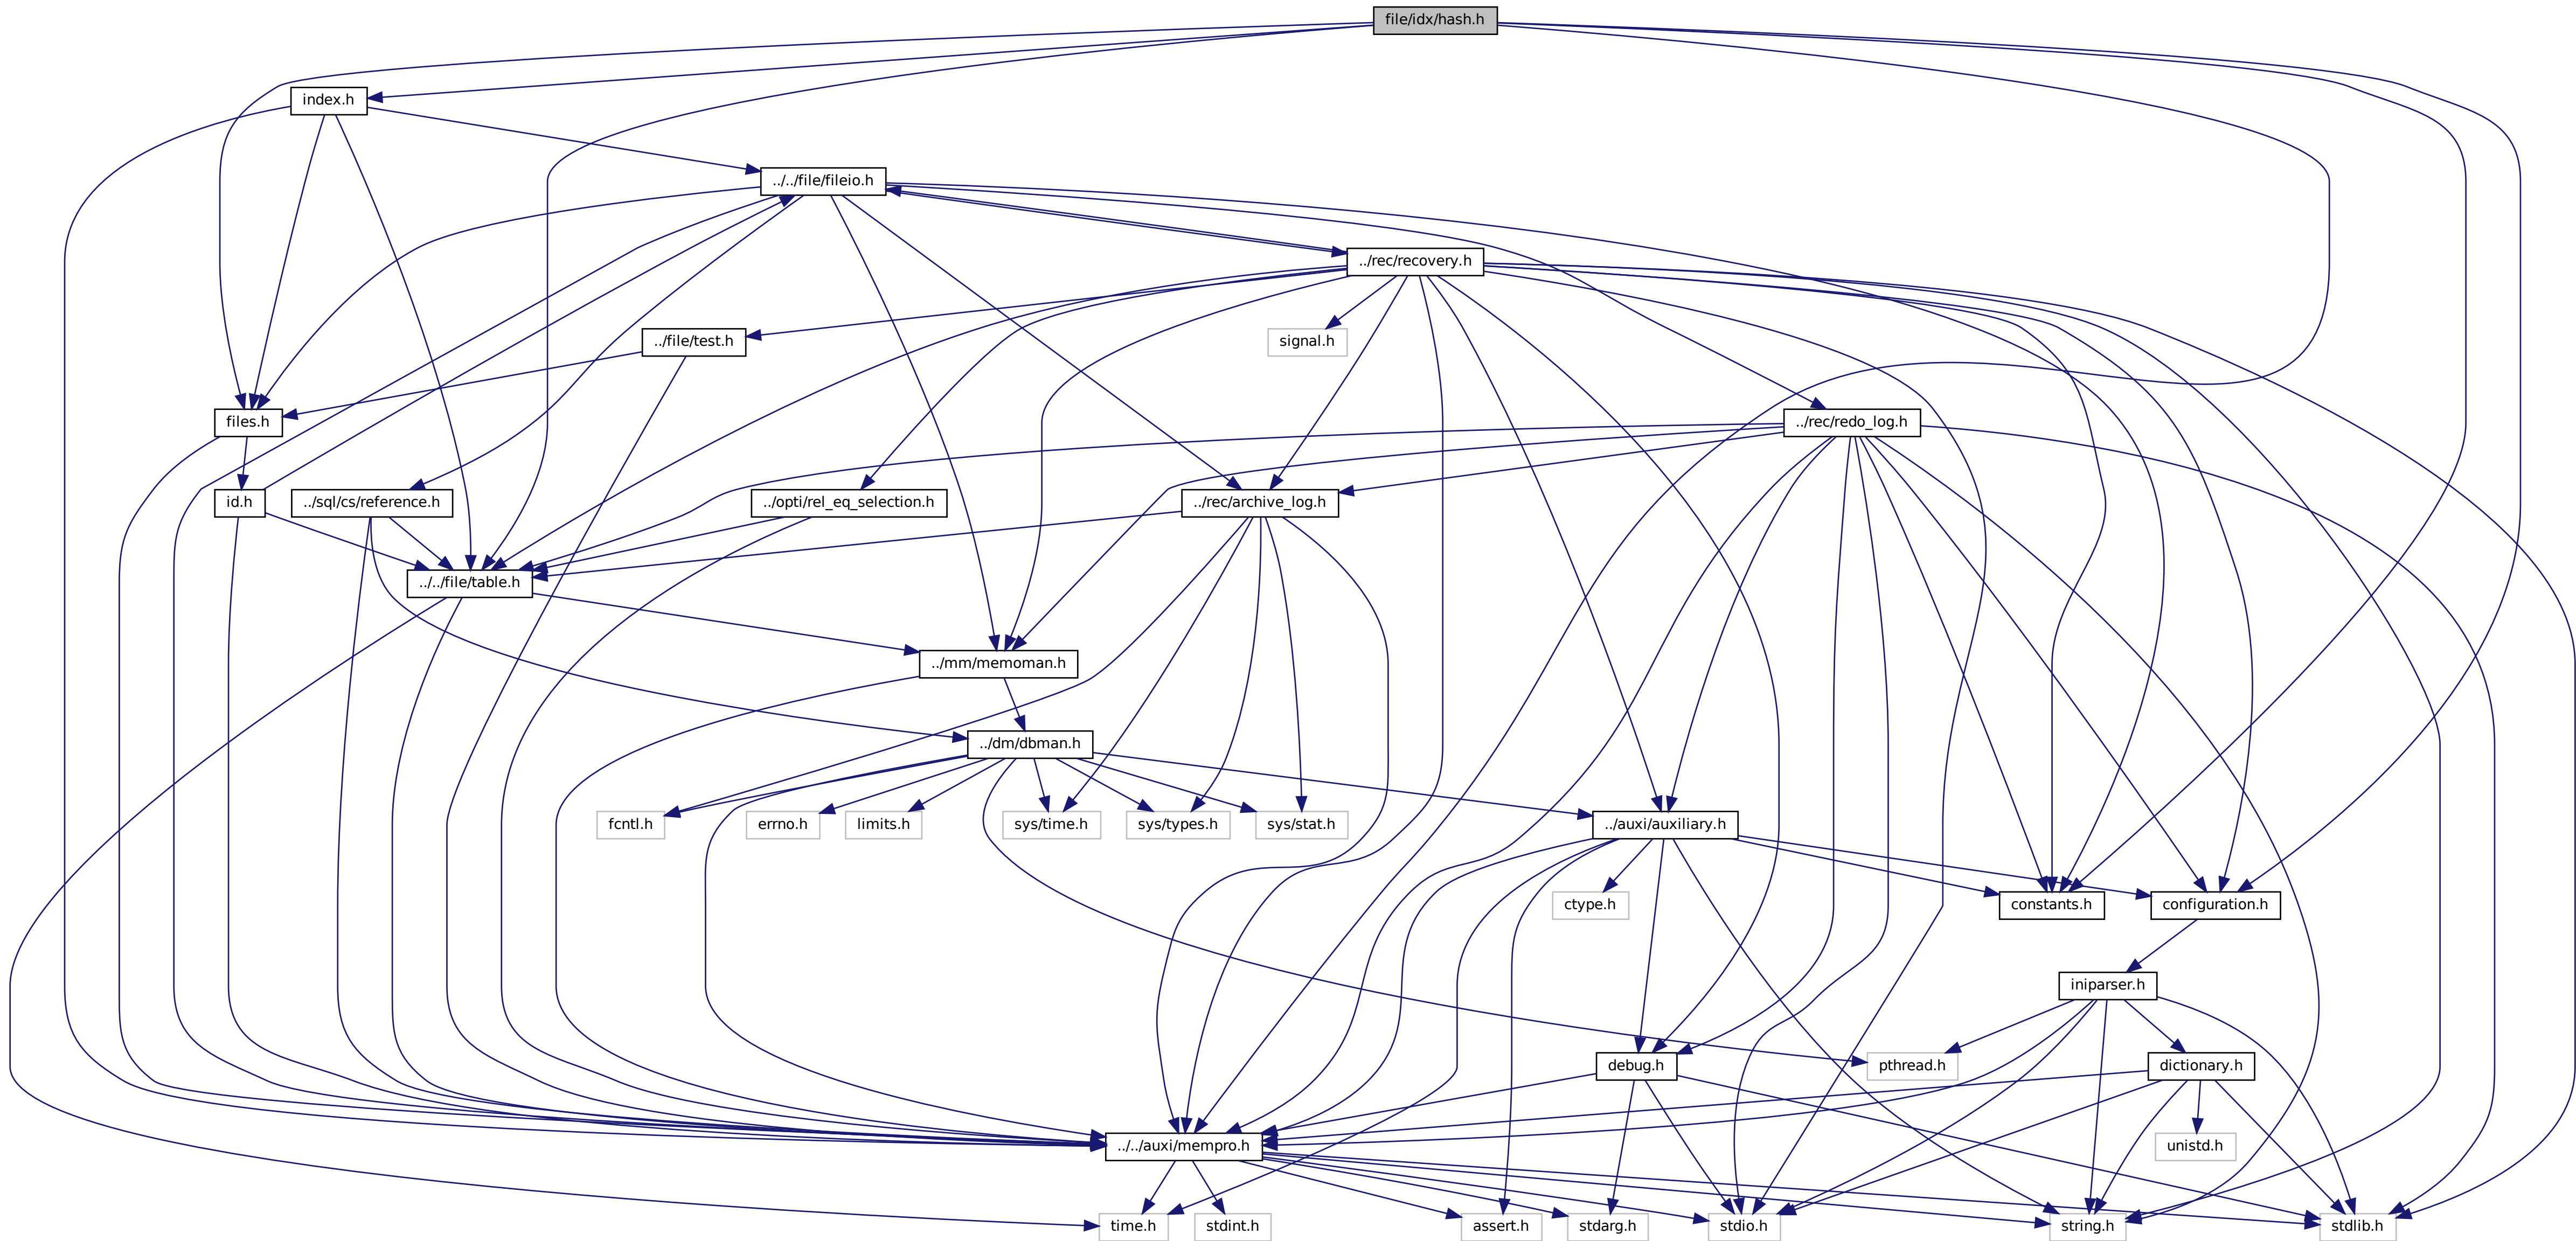 file/idx/hash.h
index.h
../../file/fileio.h
../rec/recovery.h
../file/test.h
signal.h
files.h
../rec/redo_log.h
id.h
../sql/cs/reference.h
../opti/rel_eq_selection.h
../rec/archive_log.h
../../file/table.h
../mm/memoman.h
../dm/dbman.h
fcntl.h
errno.h
limits.h
sys/time.h
sys/types.h
sys/stat.h
../auxi/auxiliary.h
ctype.h
constants.h
configuration.h
iniparser.h
debug.h
pthread.h
dictionary.h
../../auxi/mempro.h
unistd.h
time.h
stdint.h
assert.h
stdarg.h
stdio.h
string.h
stdlib.h